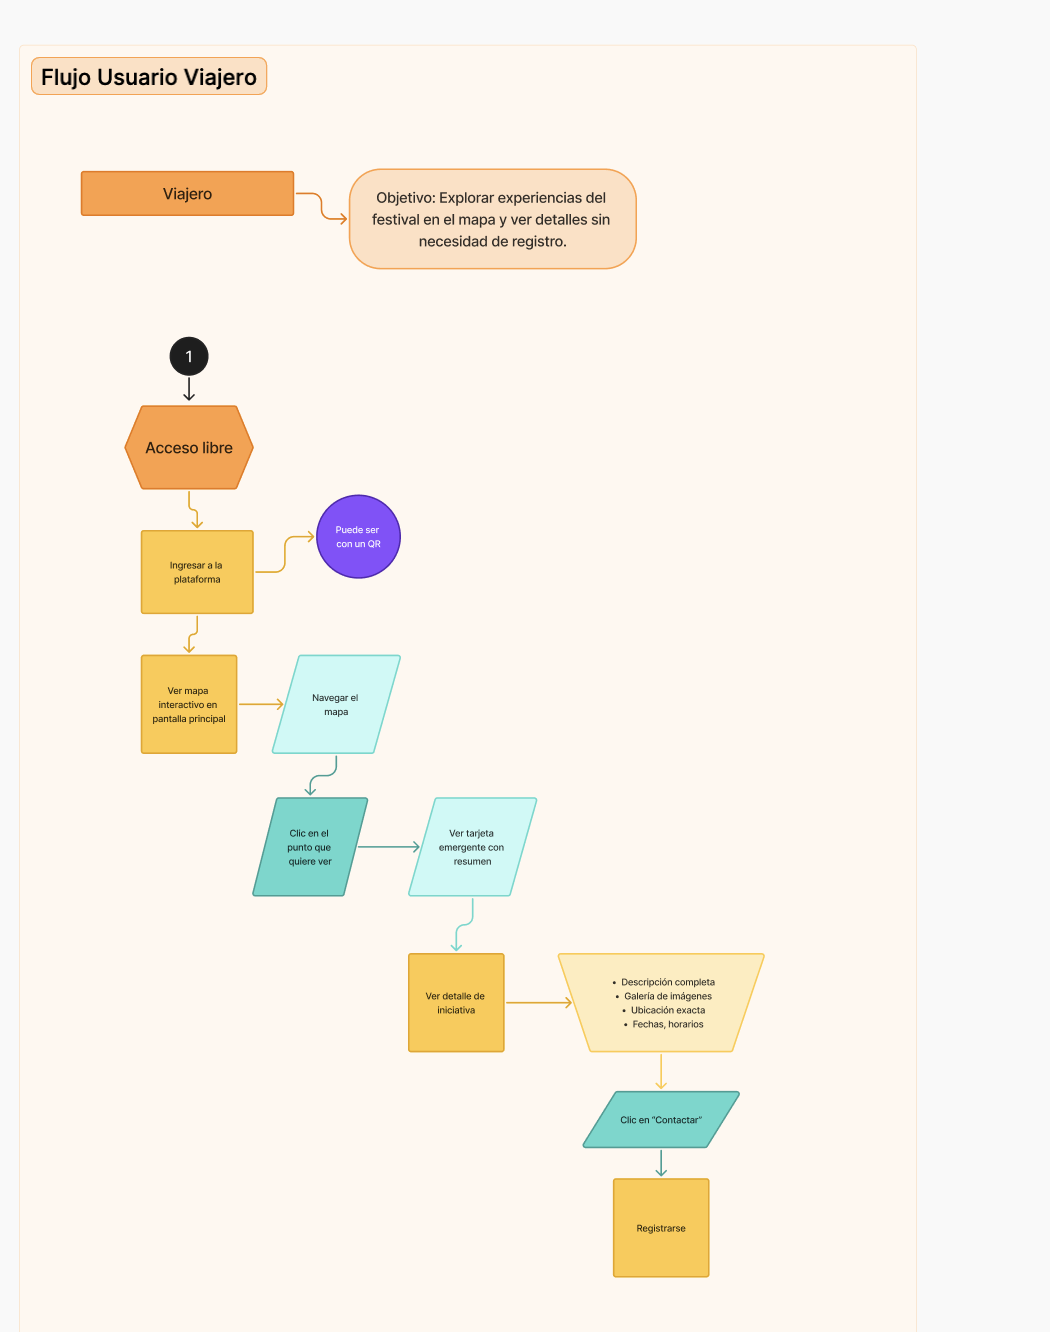 Flujo Usuario Viajero
Viajero
Objetivo: Explorar experiencias del
festival en el mapa y ver detalles sin
necesidad de registro.
1
Acceso libre
Ingresar a la
plataforma
Puede ser
con un QR
Ver mapa
interactivo en
pantalla principal
Navegar el
mapa
Clic en el
punto que
quiere ver
Ver tarjeta
emergente con
resumen
Ver detalle de
iniciativa
• Descripción completa
• Galería de imágenes
• Ubicación exacta
• Fechas, horarios
Clic en “Contactar”
Registrarse